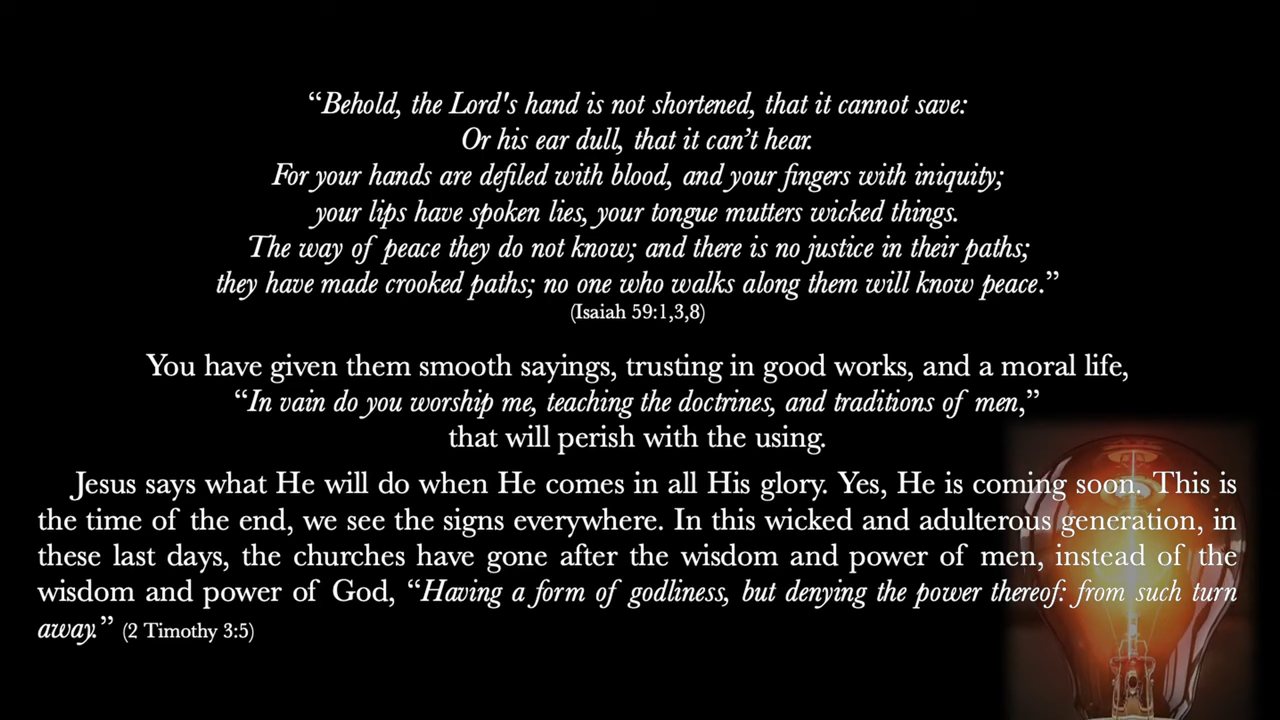 “Behold, the Lord's hand is not shortened, that it cannot save:
Or his ear dull, that it can’t hear.
For your hands are defiled with blood, and your fingers with iniquity;
your lips have spoken lies, your tongue mutters wicked things.
The way of peace they do not know; and there is no justice in their paths;
they have made crooked paths; no one who walks along them will know peace.”
(Isaiah 59:1,3,8)
You have given them smooth sayings, trusting in good works, and a moral life,
“In vain do you worship me, teaching the doctrines, and traditions of men,”
that will perish with the using.
Jesus says what He will do when He comes in all His glory. Yes, He is coming soon. This is
the time of the end, we see the signs everywhere. In this wicked and adulterous generation, in
these last days, the churches have gone after the wisdom and power of men, instead of the
wisdom and power of God, “Having a form of godliness, but denying the power thereof: from such turn
away.” (2 Timothy 3:5)